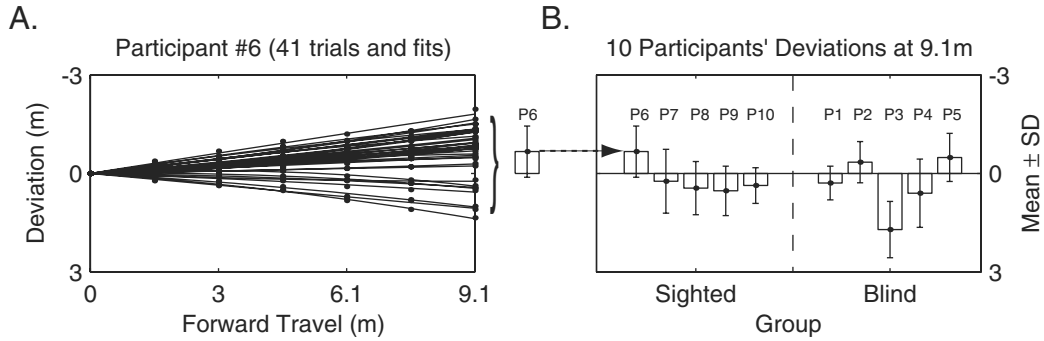 A.
Participant #6 (41 trials and fits)
-3
0
3
Deviation (m)
0 3 6.1 9.1
Forward Travel (m)
P6
B.
10 Participants' Deviations at 9.1m
P6 P7 P8 P9 P10 P1 P2 P3 P4 P5
-3
0
3
Mean ± SD
Sighted Blind
Group